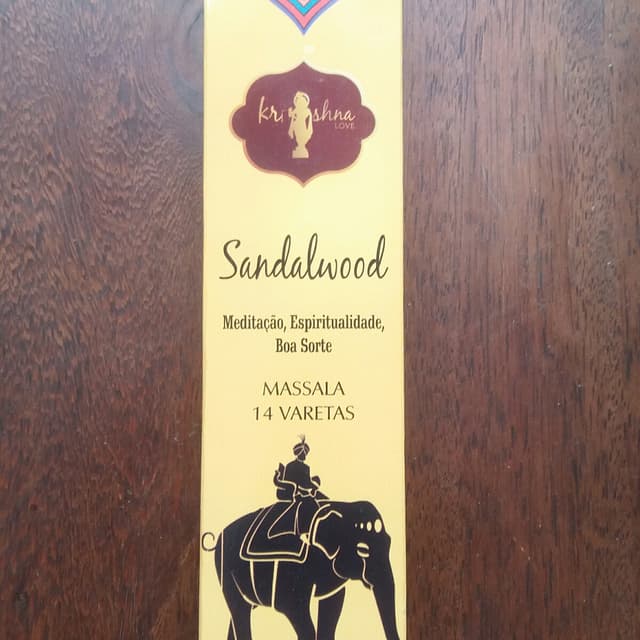 krishna
LOVE
Sandalwood
Meditação, Espiritualidade,
Boa Sorte
MASSALA
14 VARETAS